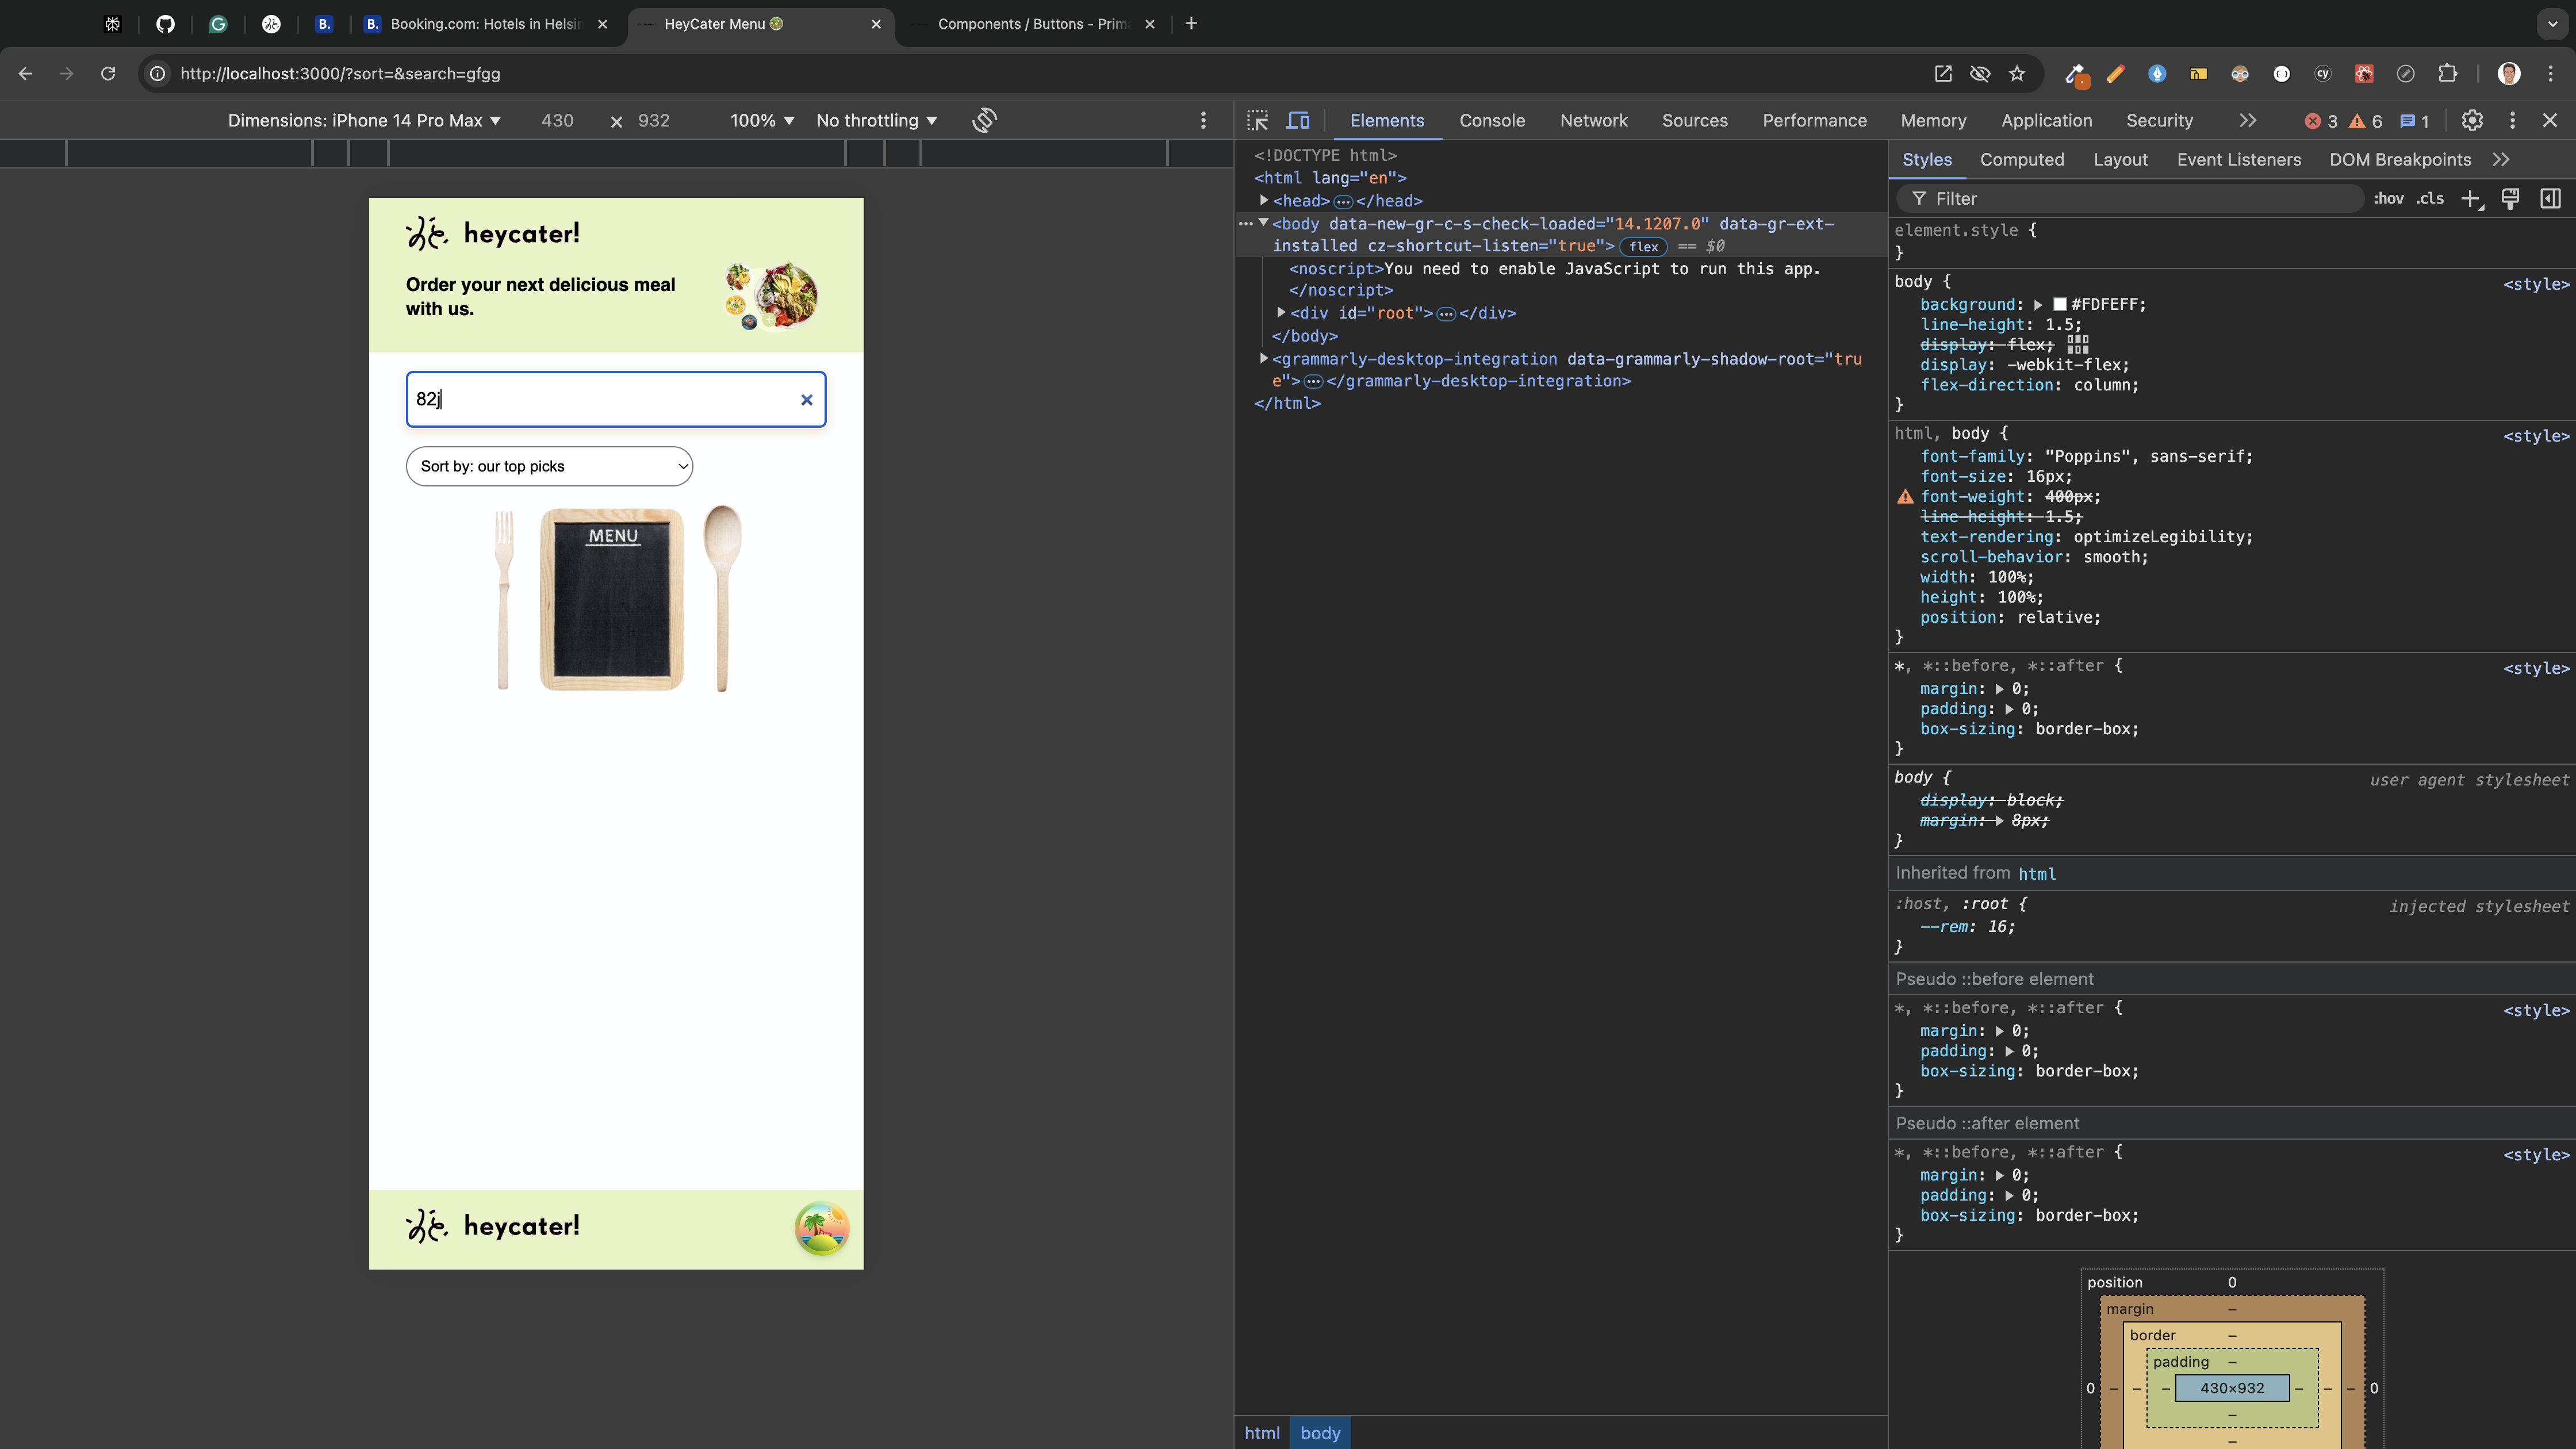 Booking.com: Hotels in Helsin
HeyCater Menu
Components / Buttons - Prim
http://localhost:3000/?sort=&search=gfgg
Dimensions: iPhone 14 Pro Max
430
×
932
100%
No throttling
heycater!
Order your next delicious meal
with us.
82j
Sort by: our top picks
MENU
heycater!
Elements
Console
Network
Sources
Performance
Memory
Application
Security
3
6
1
<!DOCTYPE html>
<html lang="en">
<head>…</head>
<body data-new-gr-c-s-check-loaded="14.1207.0" data-gr-ext-
installed cz-shortcut-listen="true"> flex == $0
<noscript>You need to enable JavaScript to run this app.
</noscript>
<div id="root">…</div>
</body>
<grammarly-desktop-integration data-grammarly-shadow-root="tru
e">…</grammarly-desktop-integration>
</html>
html
body
Styles
Computed
Layout
Event Listeners
DOM Breakpoints
Filter
:hov
.cls
element.style {
}
body {
<style>
background: #FDFEFF;
line-height: 1.5;
display: flex;
display: -webkit-flex;
flex-direction: column;
}
html, body {
<style>
font-family: "Poppins", sans-serif;
font-size: 16px;
font-weight: 400px;
line-height: 1.5;
text-rendering: optimizeLegibility;
scroll-behavior: smooth;
width: 100%;
height: 100%;
position: relative;
}
*, *::before, *::after {
<style>
margin: 0;
padding: 0;
box-sizing: border-box;
}
body {
user agent stylesheet
display: block;
margin: 8px;
}
Inherited from html
:host, :root {
injected stylesheet
--rem: 16;
}
Pseudo ::before element
*, *::before, *::after {
<style>
margin: 0;
padding: 0;
box-sizing: border-box;
}
Pseudo ::after element
*, *::before, *::after {
<style>
margin: 0;
padding: 0;
box-sizing: border-box;
}
position 0
margin –
border –
padding –
0 – – – 430×932 – – – 0
–
–